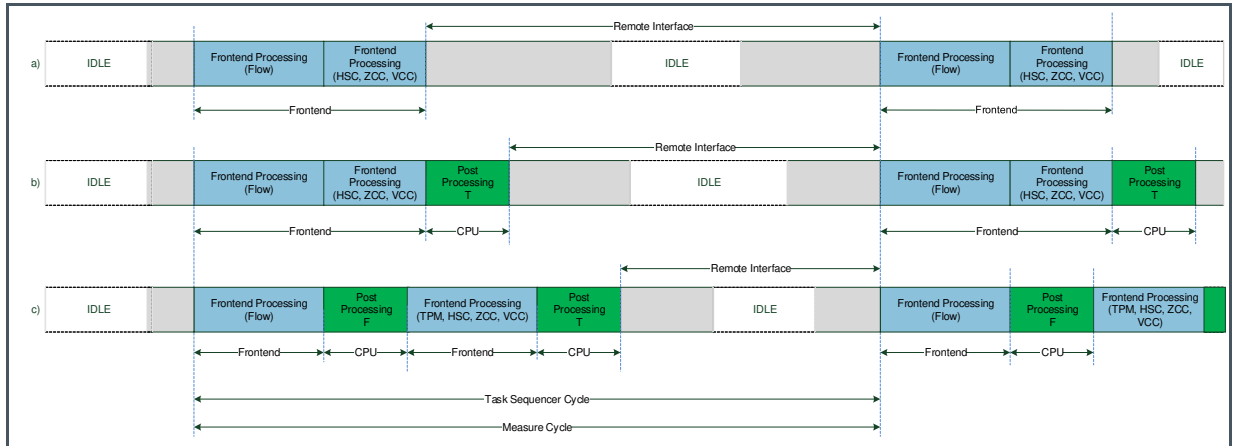 Remote Interface
a)
IDLE
Frontend Processing
(Flow)
Frontend
Processing
(HSC, ZCC, VCC)
IDLE
Frontend Processing
(Flow)
Frontend
Processing
(HSC, ZCC, VCC)
IDLE
Frontend
Frontend
Remote Interface
b)
IDLE
Frontend Processing
(Flow)
Frontend
Processing
(HSC, ZCC, VCC)
Post
Processing
T
IDLE
Frontend Processing
(Flow)
Frontend
Processing
(HSC, ZCC, VCC)
Post
Processing
T
Frontend
CPU
Frontend
CPU
Remote Interface
c)
IDLE
Frontend Processing
(Flow)
Post
Processing
F
Frontend Processing
(TPM, HSC, ZCC, VCC)
Post
Processing
T
IDLE
Frontend Processing
(Flow)
Post
Processing
F
Frontend Processing
(TPM, HSC, ZCC,
VCC)
Frontend
CPU
Frontend
CPU
Frontend
CPU
Task Sequencer Cycle
Measure Cycle